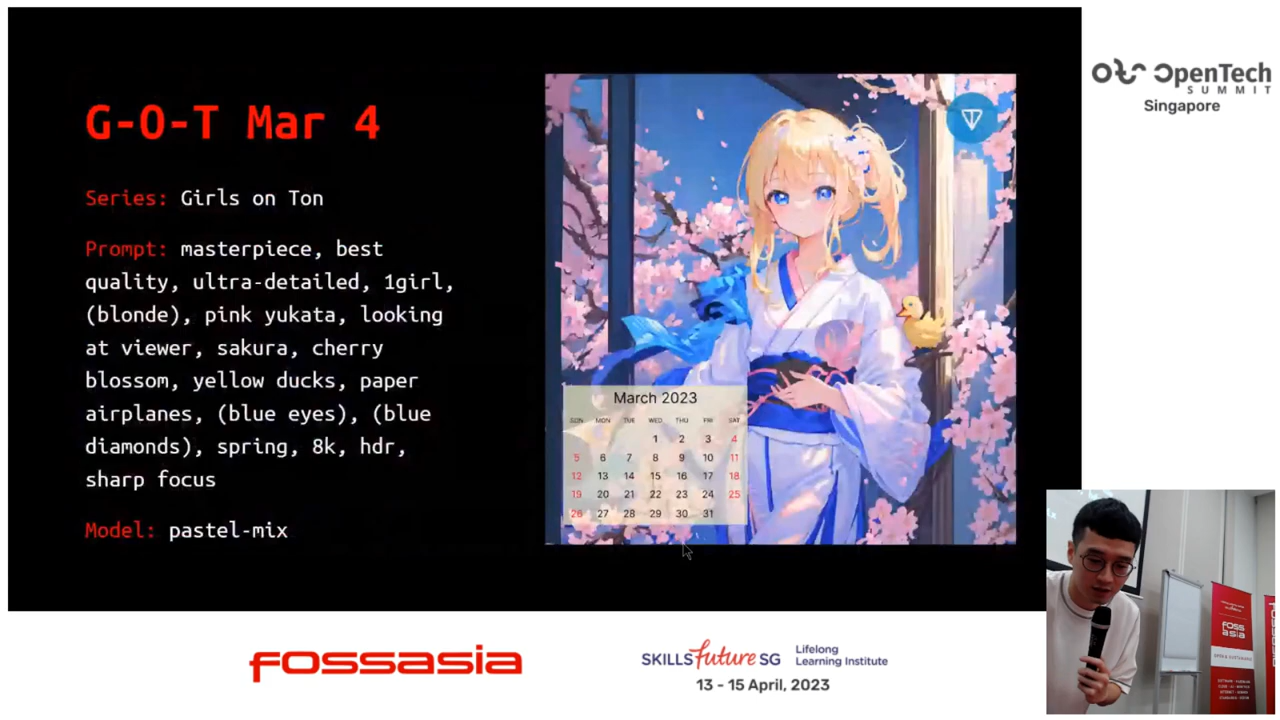 G-O-T Mar 4
Series: Girls on Ton
Prompt: masterpiece, best
quality, ultra-detailed, 1girl,
(blonde), pink yukata, looking
at viewer, sakura, cherry
blossom, yellow ducks, paper
airplanes, (blue eyes), (blue
diamonds), spring, 8k, hdr,
sharp focus
Model: pastel-mix
March 2023
SUN MON TUE WED THU FRI SAT
1 2 3 4
5 6 7 8 9 10 11
12 13 14 15 16 17 18
19 20 21 22 23 24 25
26 27 28 29 30 31
OpenTech
SUMMIT
Singapore
FOSS
ASIA
fossasia
SKILLS future SG
Lifelong
Learning Institute
13 - 15 April, 2023